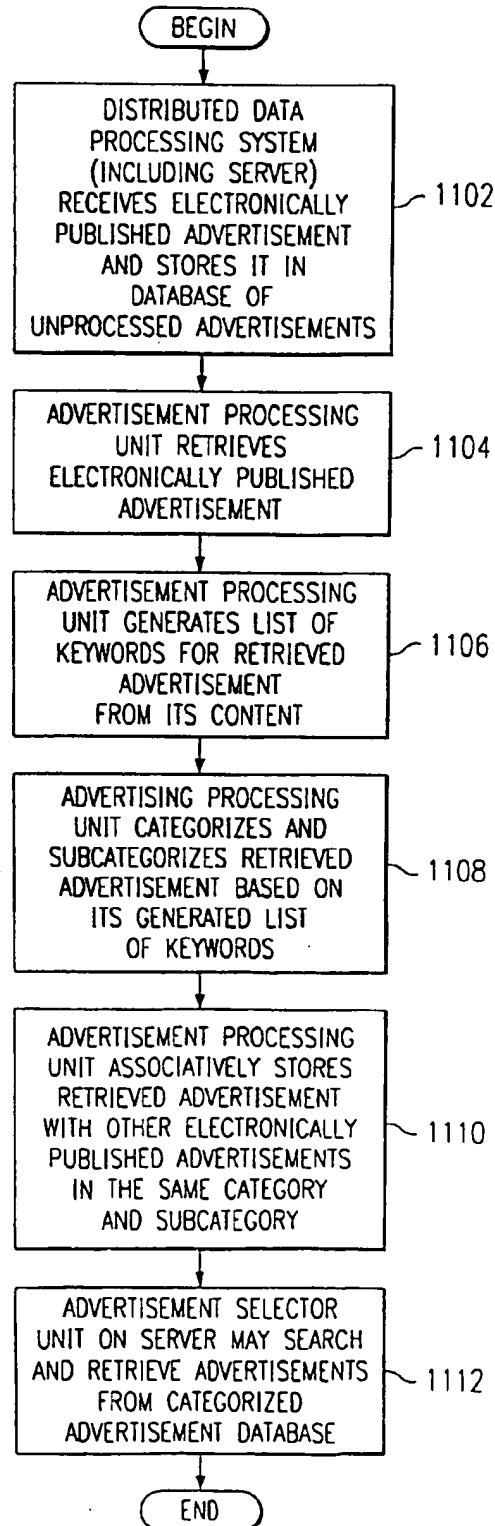 BEGIN
DISTRIBUTED DATA
PROCESSING SYSTEM
(INCLUDING SERVER)
RECEIVES ELECTRONICALLY
PUBLISHED ADVERTISEMENT
AND STORES IT IN
DATABASE OF
UNPROCESSED ADVERTISEMENTS
1102
ADVERTISEMENT PROCESSING
UNIT RETRIEVES
ELECTRONICALLY PUBLISHED
ADVERTISEMENT
1104
ADVERTISEMENT PROCESSING
UNIT GENERATES LIST OF
KEYWORDS FOR RETRIEVED
ADVERTISEMENT
FROM ITS CONTENT
1106
ADVERTISING PROCESSING
UNIT CATEGORIZES AND
SUBCATEGORIZES RETRIEVED
ADVERTISEMENT BASED ON
ITS GENERATED LIST
OF KEYWORDS
1108
ADVERTISEMENT PROCESSING
UNIT ASSOCIATIVELY STORES
RETRIEVED ADVERTISEMENT
WITH OTHER ELECTRONICALLY
PUBLISHED ADVERTISEMENTS
IN THE SAME CATEGORY
AND SUBCATEGORY
1110
ADVERTISEMENT SELECTOR
UNIT ON SERVER MAY SEARCH
AND RETRIEVE ADVERTISEMENTS
FROM CATEGORIZED
ADVERTISEMENT DATABASE
1112
END